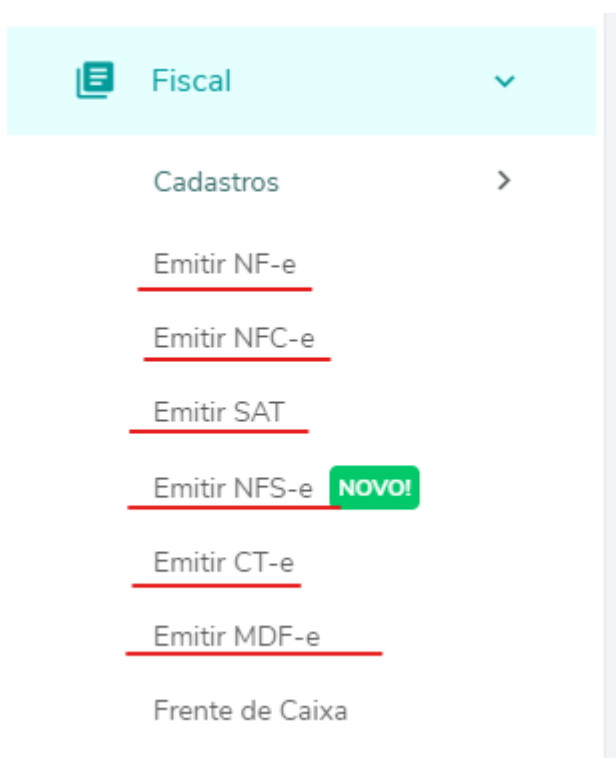 Fiscal
Cadastros
Emitir NF-e
Emitir NFC-e
Emitir SAT
Emitir NFS-e NOVO!
Emitir CT-e
Emitir MDF-e
Frente de Caixa